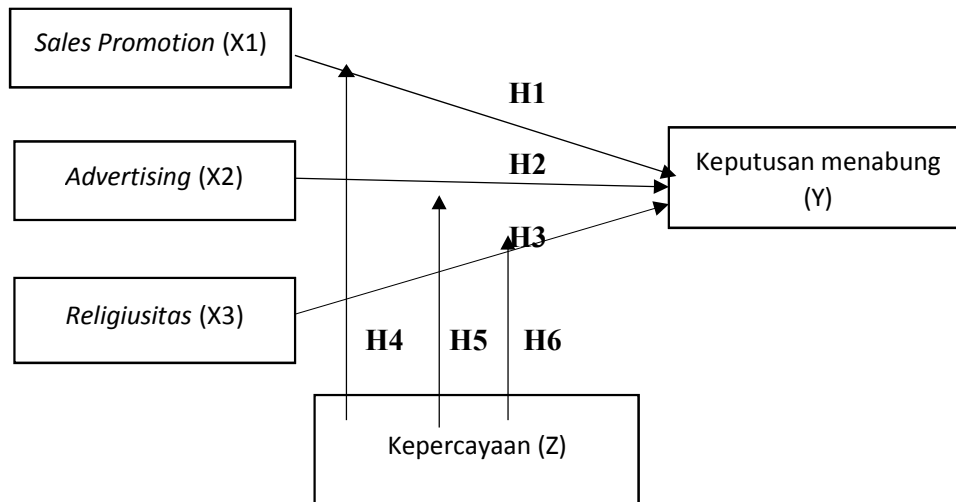 Sales Promotion (X1)
H1
Advertising (X2)
H2
Keputusan menabung
(Y)
H3
Religiusitas (X3)
H4
H5
H6
Kepercayaan (Z)